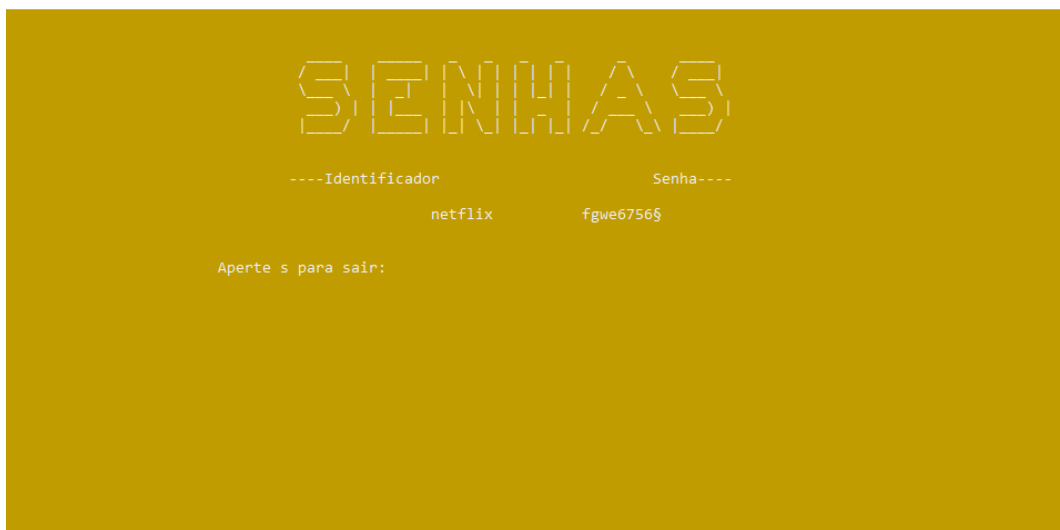 SENHAS
----Identificador Senha----
netflix fgwe6756§
Aperte s para sair: